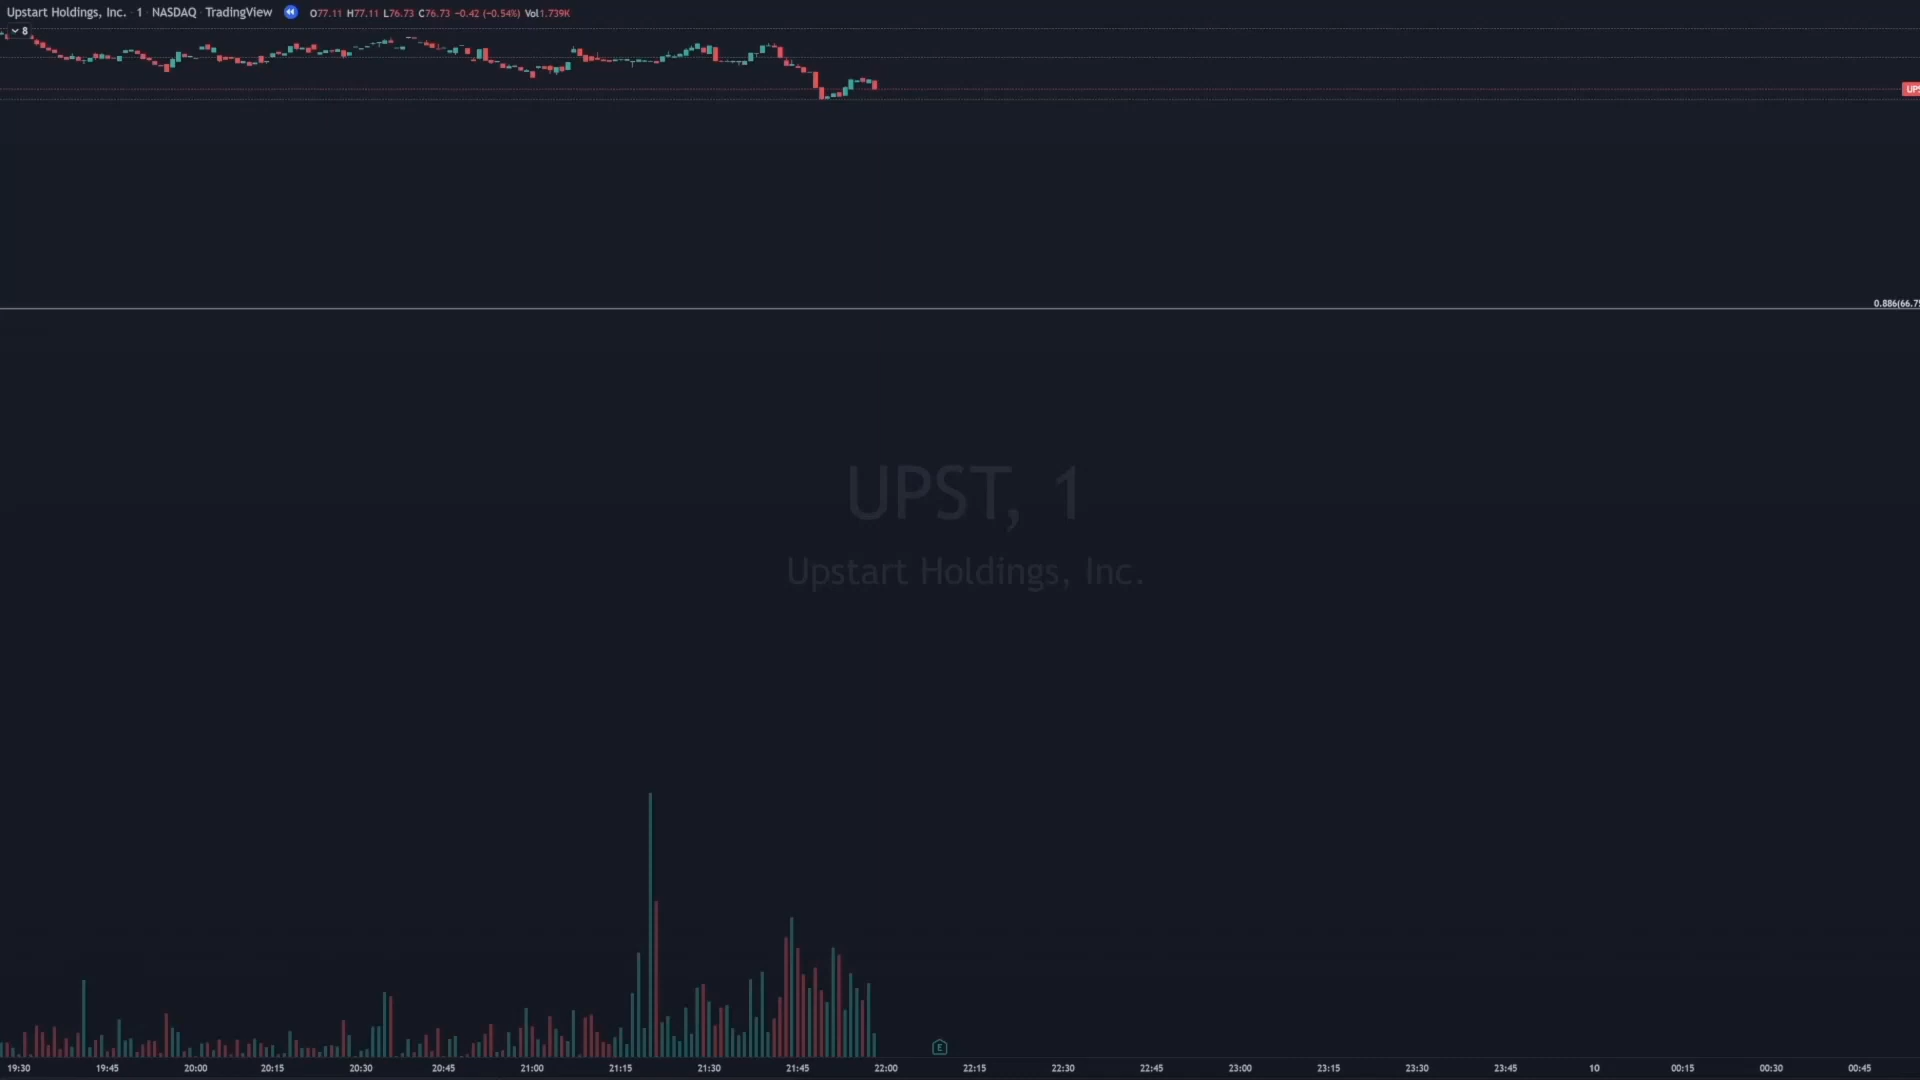 Upstart Holdings, Inc. 1 NASDAQ TradingView O77.11 H77.11 L76.73 C76.73 −0.42 (−0.54%) Vol1.739K
8
UPS
0.886(66.75
UPST, 1
Upstart Holdings, Inc.
E
19:30 19:45 20:00 20:15 20:30 20:45 21:00 21:15 21:30 21:45 22:00 22:15 22:30 22:45 23:00 23:15 23:30 23:45 10 00:15 00:30 00:45